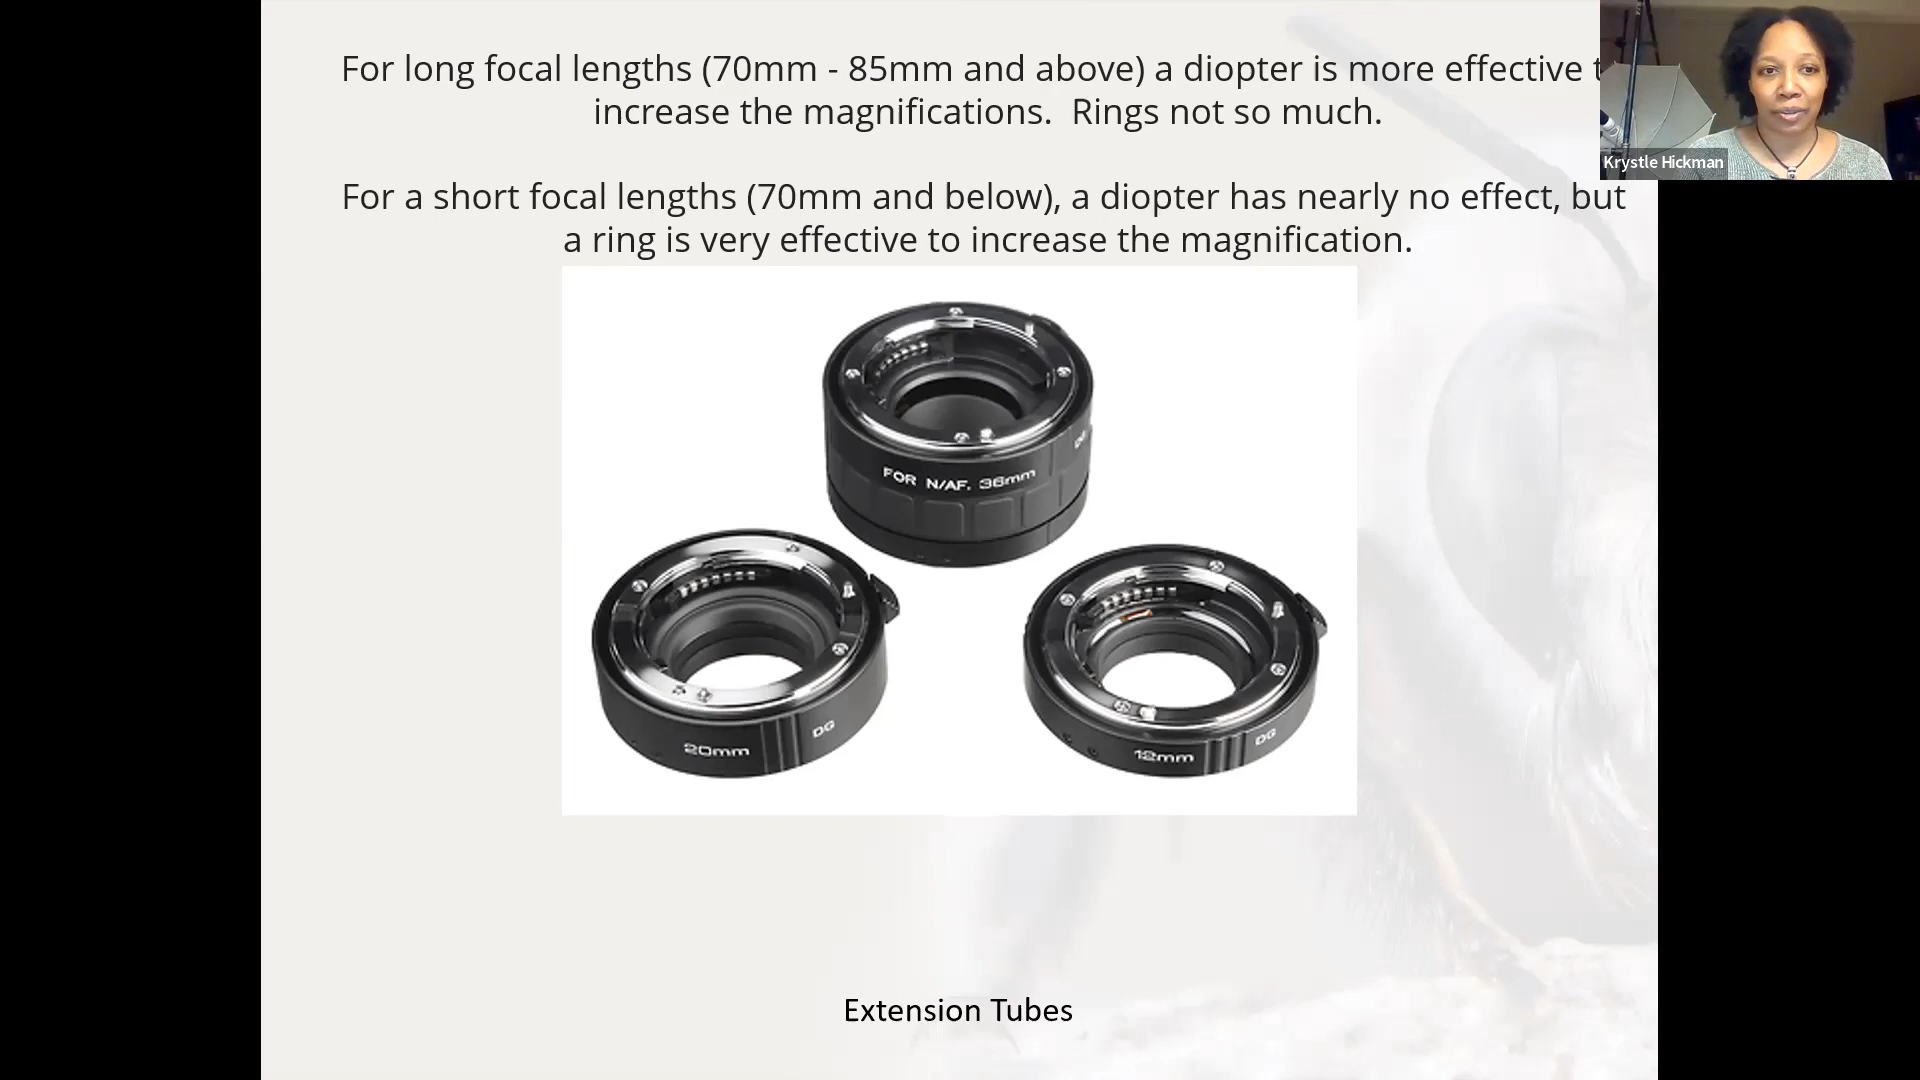 For long focal lengths (70mm - 85mm and above) a diopter is more effective
increase the magnifications.  Rings not so much.
For a short focal lengths (70mm and below), a diopter has nearly no effect, but
a ring is very effective to increase the magnification.
Krystle Hickman
FOR N/AF. 36mm
DG
20mm
DG
12mm
DG
Extension Tubes